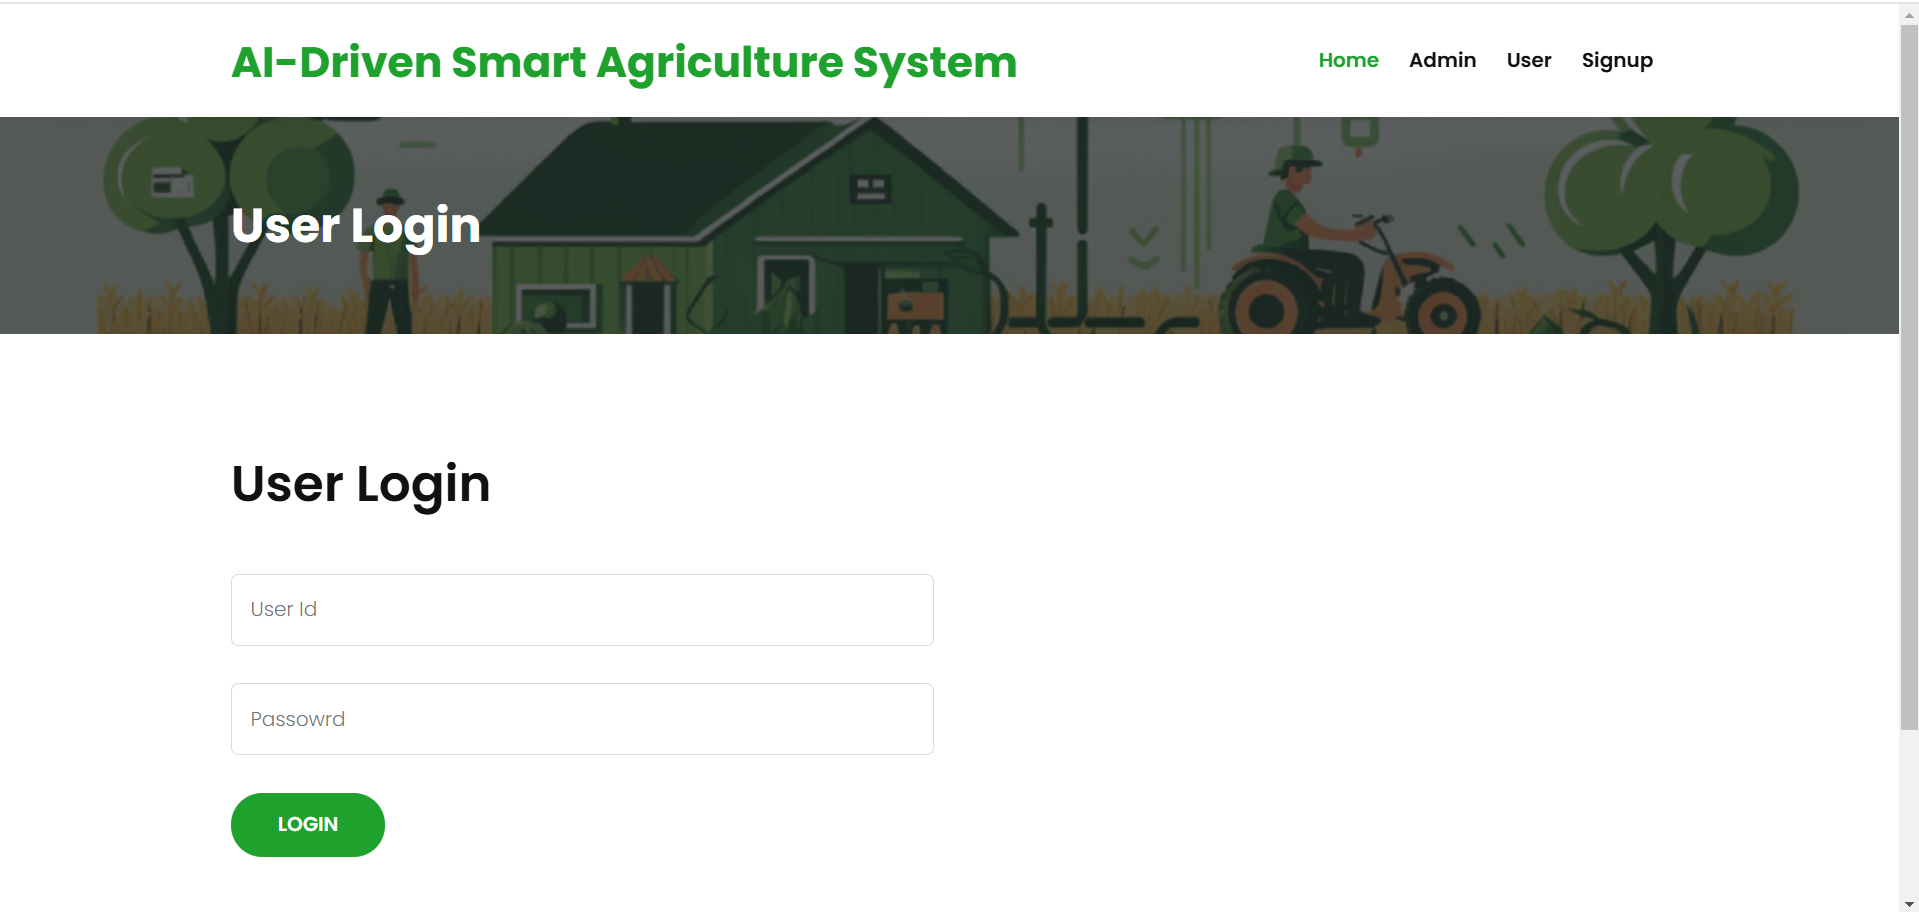 AI-Driven Smart Agriculture System
Home Admin User Signup
User Login
User Login
User Id
Passowrd
LOGIN